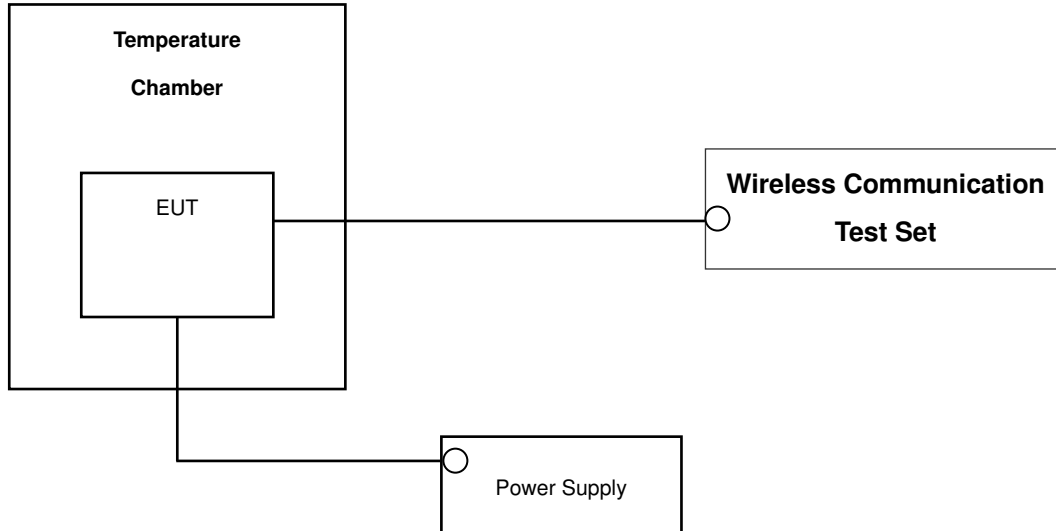 Temperature
Chamber
EUT
Wireless Communication
Test Set
Power Supply